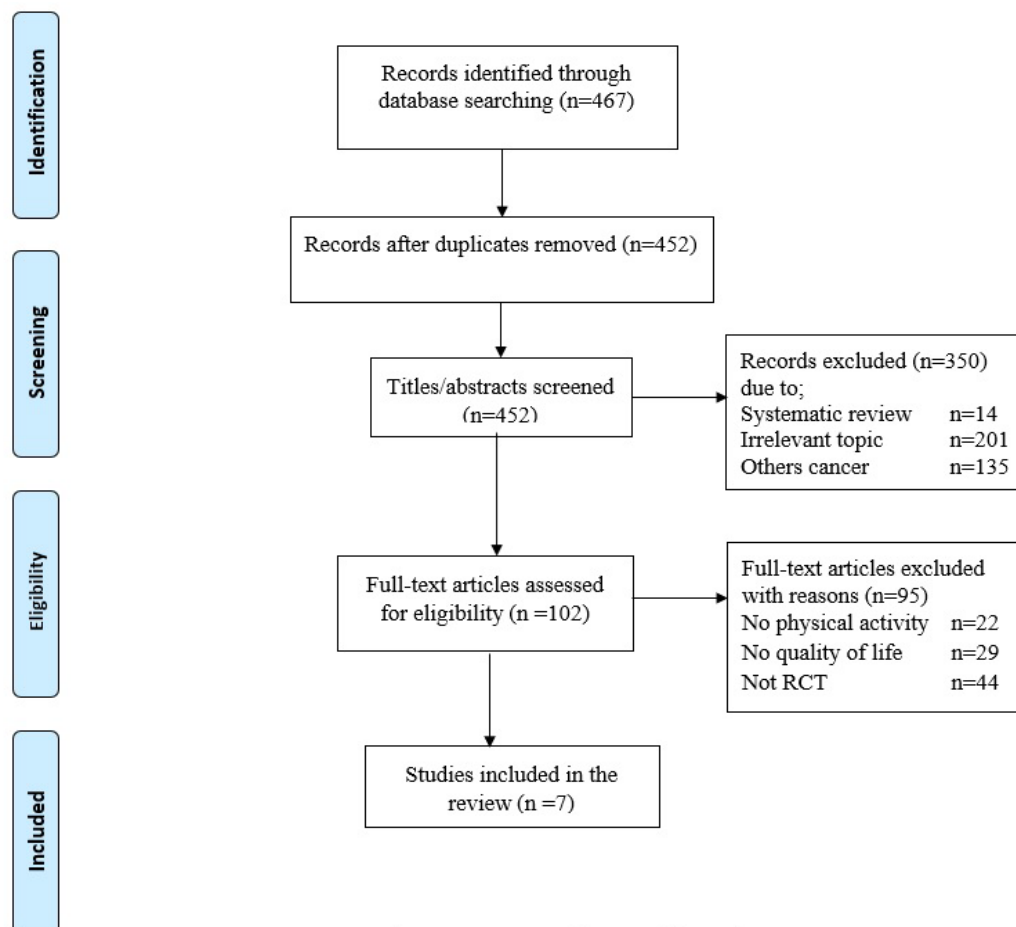 Identification
Records identified through
database searching (n=467)
Records after duplicates removed (n=452)
Screening
Titles/abstracts screened
(n=452)
Records excluded (n=350)
due to;
Systematic review n=14
Irrelevant topic n=201
Others cancer n=135
Eligibility
Full-text articles assessed
for eligibility (n =102)
Full-text articles excluded
with reasons (n=95)
No physical activity n=22
No quality of life n=29
Not RCT n=44
Included
Studies included in the
review (n =7)